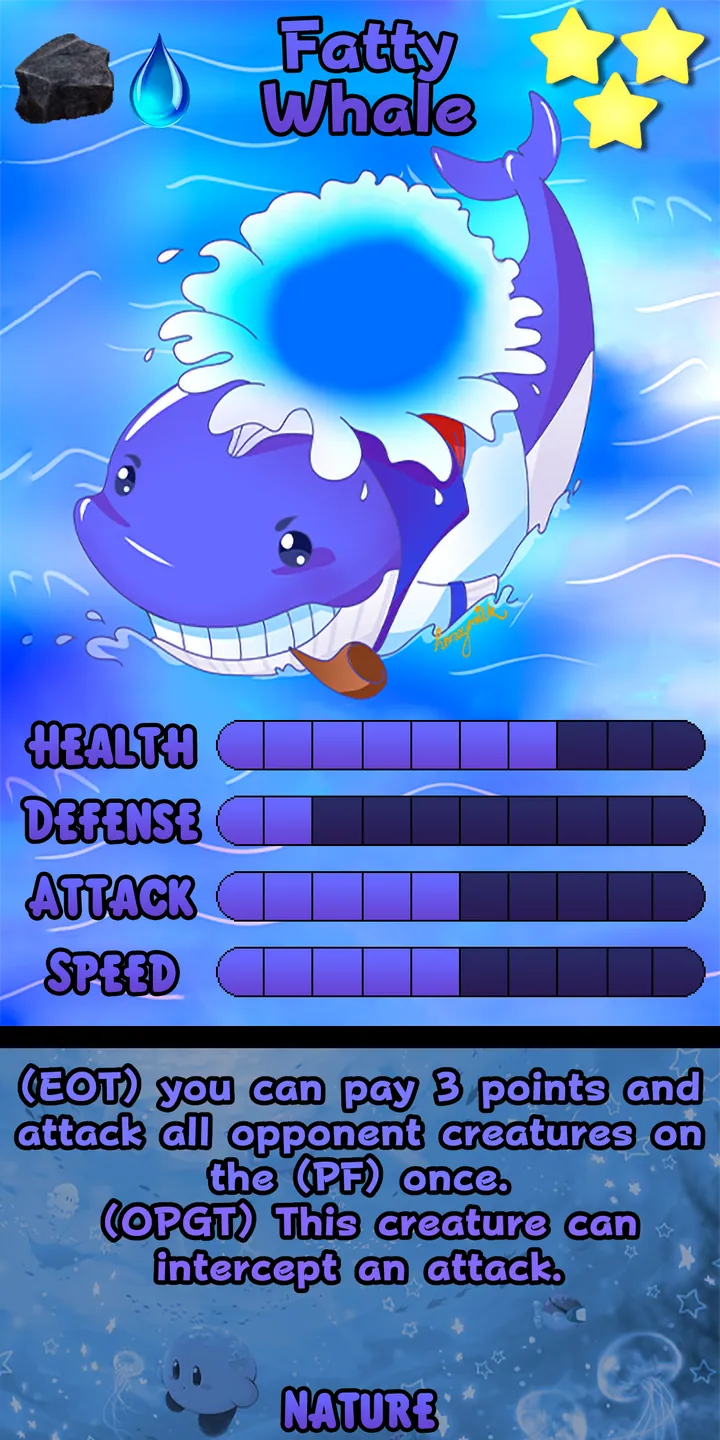 Fatty
Whale
honeymilk
HEALTH
DEFENSE
ATTACK
SPEED
(EOT) you can pay 3 points and
attack all opponent creatures on
the (PF) once.
(OPGT) This creature can
intercept an attack.
NATURE